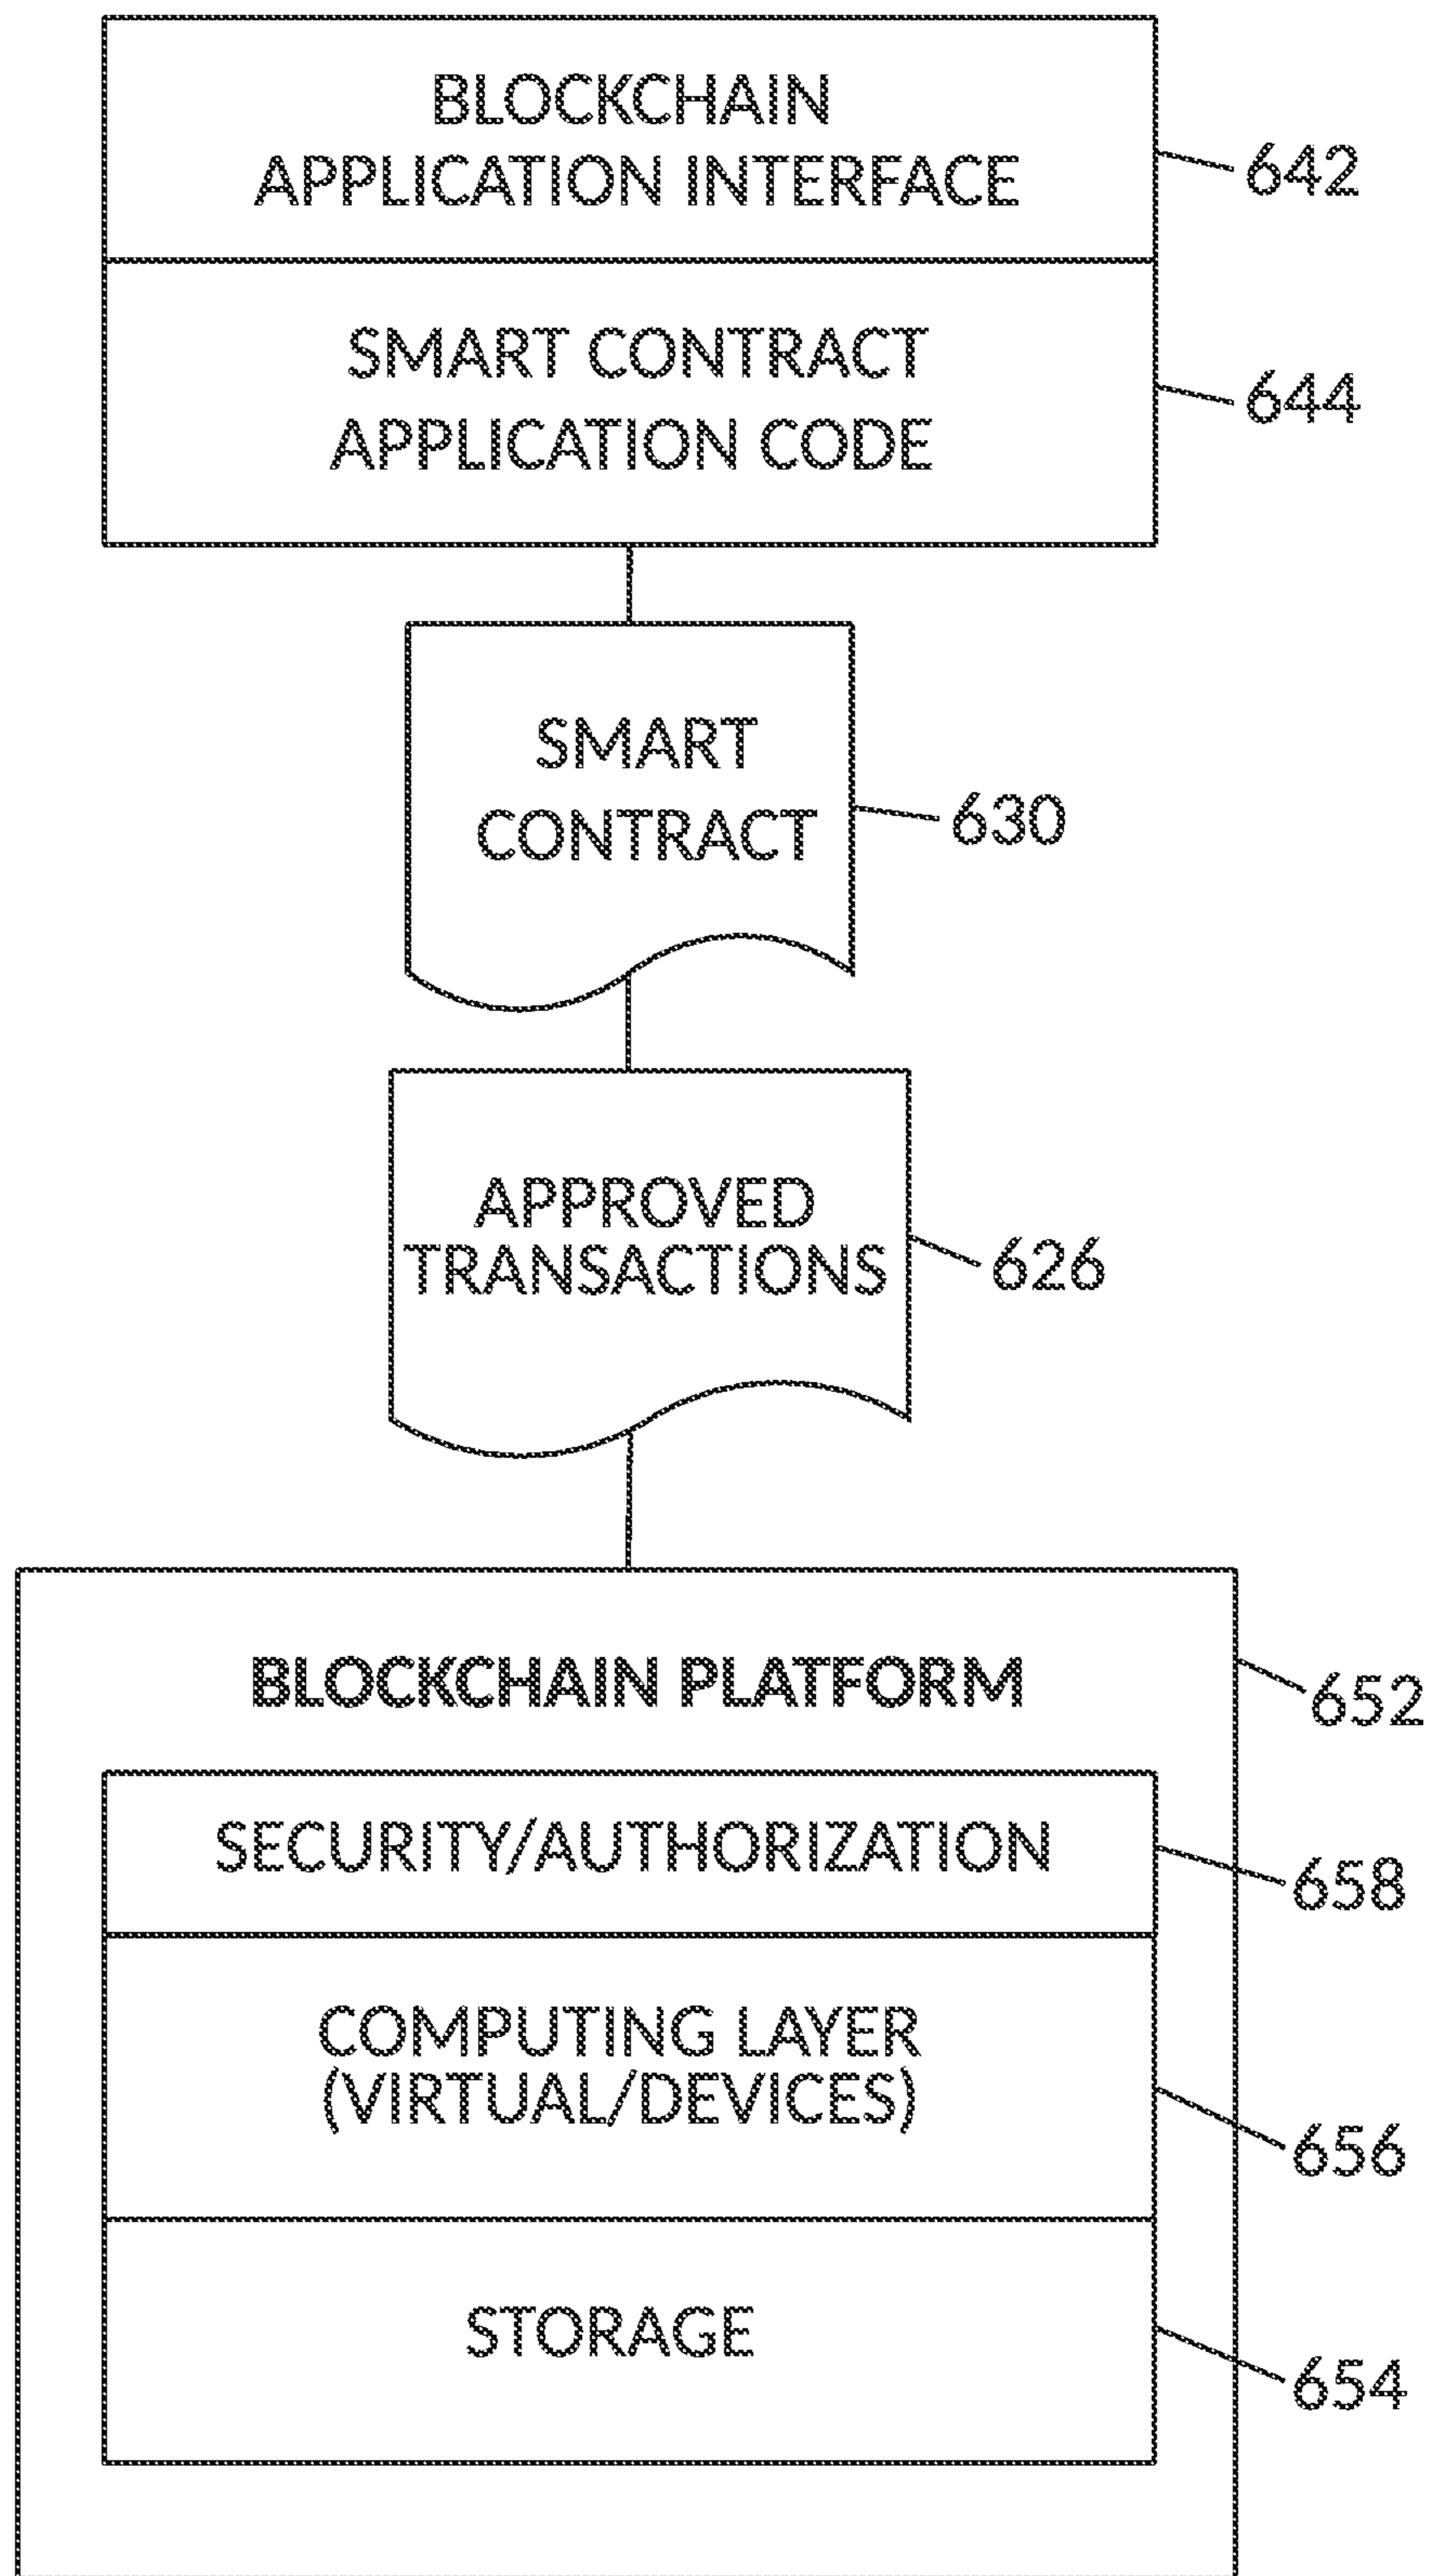 BLOCKCHAIN
APPLICATION INTERFACE
642
SMART CONTRACT
APPLICATION CODE
644
SMART
CONTRACT
630
APPROVED
TRANSACTIONS
626
BLOCKCHAIN PLATFORM
652
SECURITY/AUTHORIZATION
658
COMPUTING LAYER
(VIRTUAL/DEVICES)
656
STORAGE
654